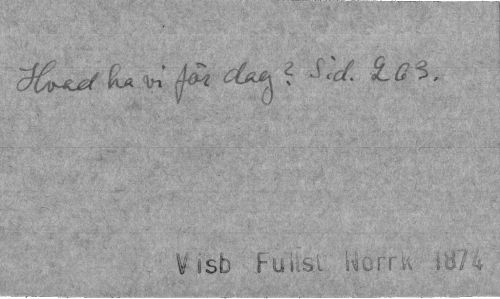 Hvad ha vi för dag? Sid. 263.
Visb Fullst Norrk 1874